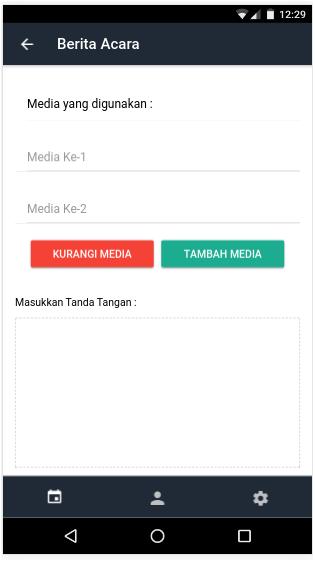 12:29
Berita Acara
Media yang digunakan :
Media Ke-1
Media Ke-2
KURANGI MEDIA TAMBAH MEDIA
Masukkan Tanda Tangan :